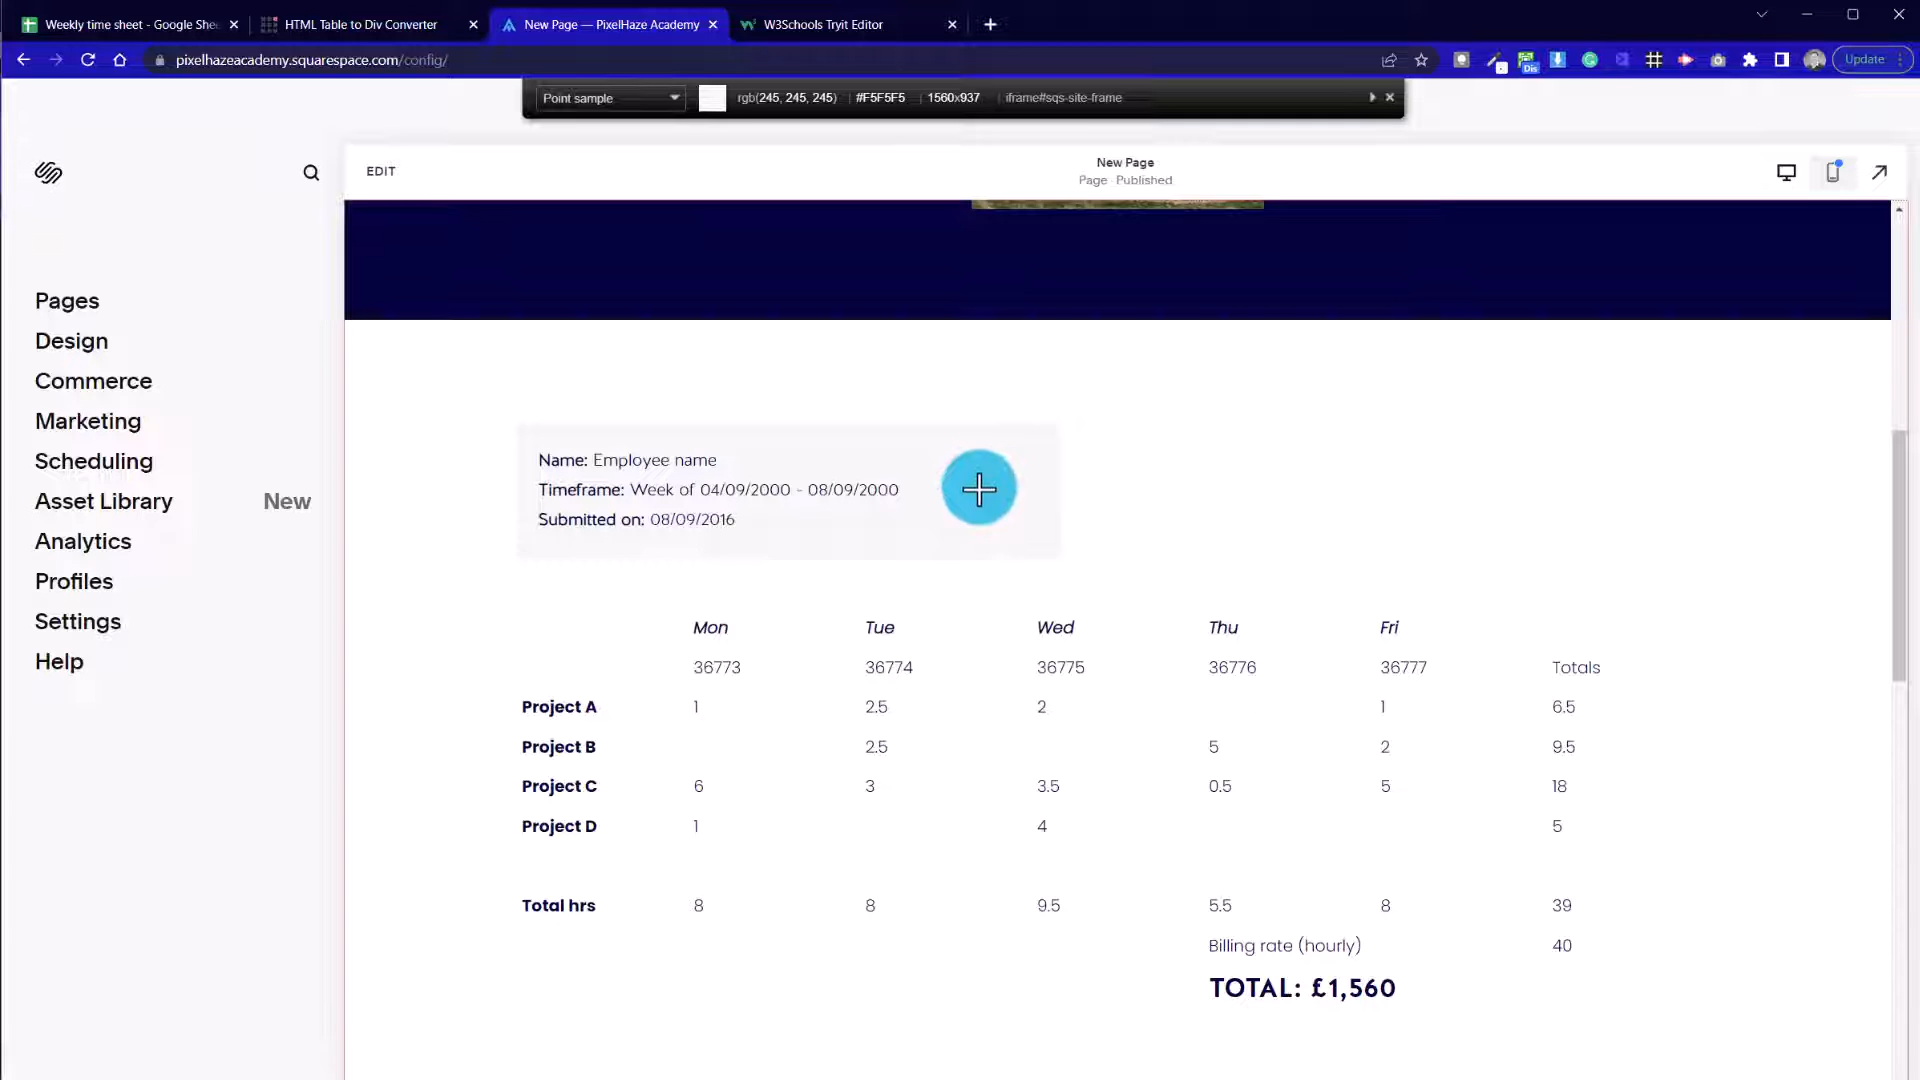 Weekly time sheet - Google She
HTML Table to Div Converter
New Page — PixelHaze Academy
W3Schools Tryit Editor
pixelhazeacademy.squarespace.com/config/
Dis
Update
Point sample
rgb(245, 245, 245) | #F5F5F5 | 1560x937 | iframe#sqs-site-frame
EDIT
New Page
Page · Published
Pages
Design
Commerce
Marketing
Scheduling
Asset Library New
Analytics
Profiles
Settings
Help
Name: Employee name
Timeframe: Week of 04/09/2000 - 08/09/2000
Submitted on: 08/09/2016
Mon Tue Wed Thu Fri
36773 36774 36775 36776 36777 Totals
Project A 1 2.5 2 1 6.5
Project B 2.5 5 2 9.5
Project C 6 3 3.5 0.5 5 18
Project D 1 4 5
Total hrs 8 8 9.5 5.5 8 39
Billing rate (hourly) 40
TOTAL: £1,560